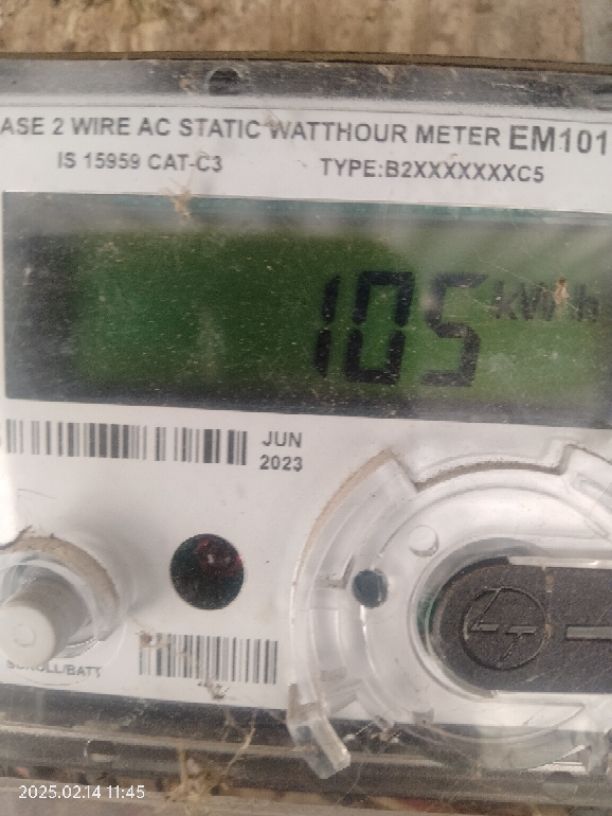 ASE 2 WIRE AC STATIC WATTHOUR METER EM101
IS 15959 CAT-C3 TYPE:B2XXXXXXXC5
105 kWh
JUN
2023
SCROLL/BATT
LT
2025.02.14 11:45